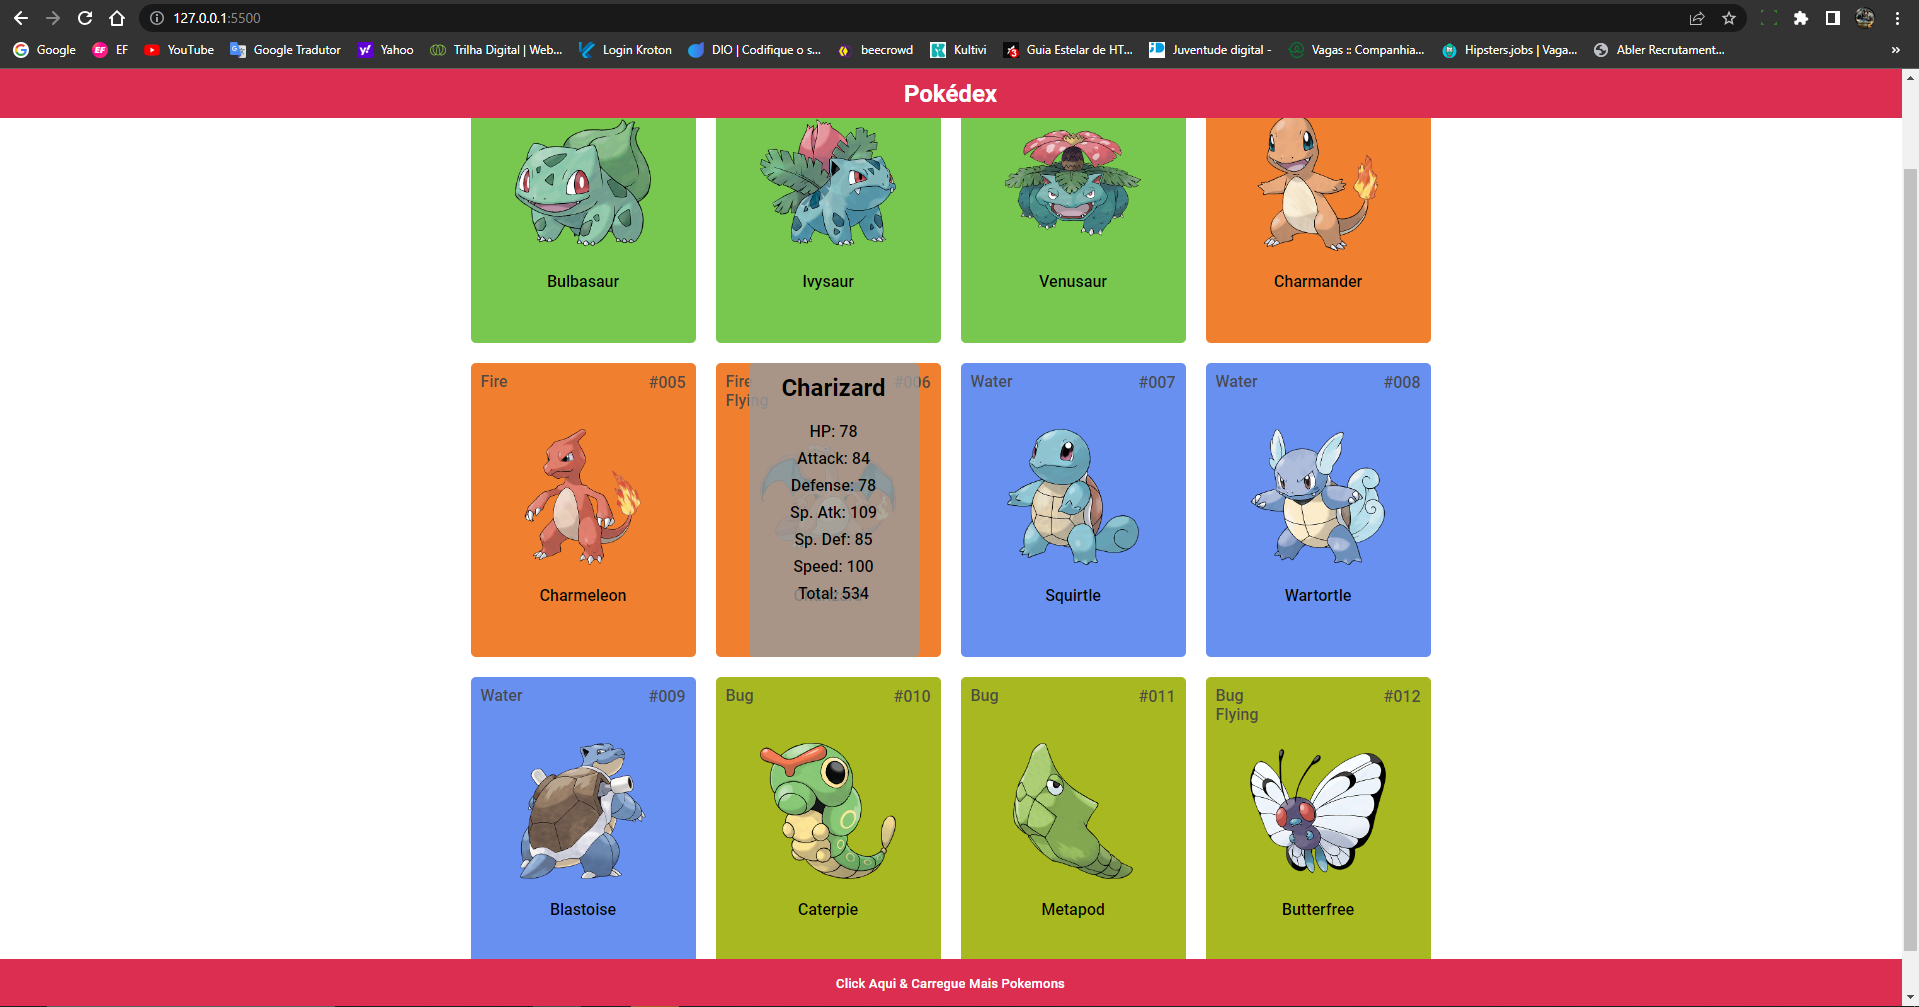 127.0.0.1:5500
Google EF YouTube Google Tradutor Yahoo Trilha Digital | Web... Login Kroton DIO | Codifique o s... beecrowd Kultivi Guia Estelar de HT... Juventude digital - Vagas :: Companhia... Hipsters.jobs | Vaga... Abler Recrutament... »
Pokédex
Bulbasaur Ivysaur Venusaur Charmander
Fire #005
Charmeleon
Fire #006
Flying
Charizard
HP: 78
Attack: 84
Defense: 78
Sp. Atk: 109
Sp. Def: 85
Speed: 100
Total: 534
Water #007
Squirtle
Water #008
Wartortle
Water #009
Blastoise
Bug #010
Caterpie
Bug #011
Metapod
Bug #012
Flying
Butterfree
Click Aqui & Carregue Mais Pokemons